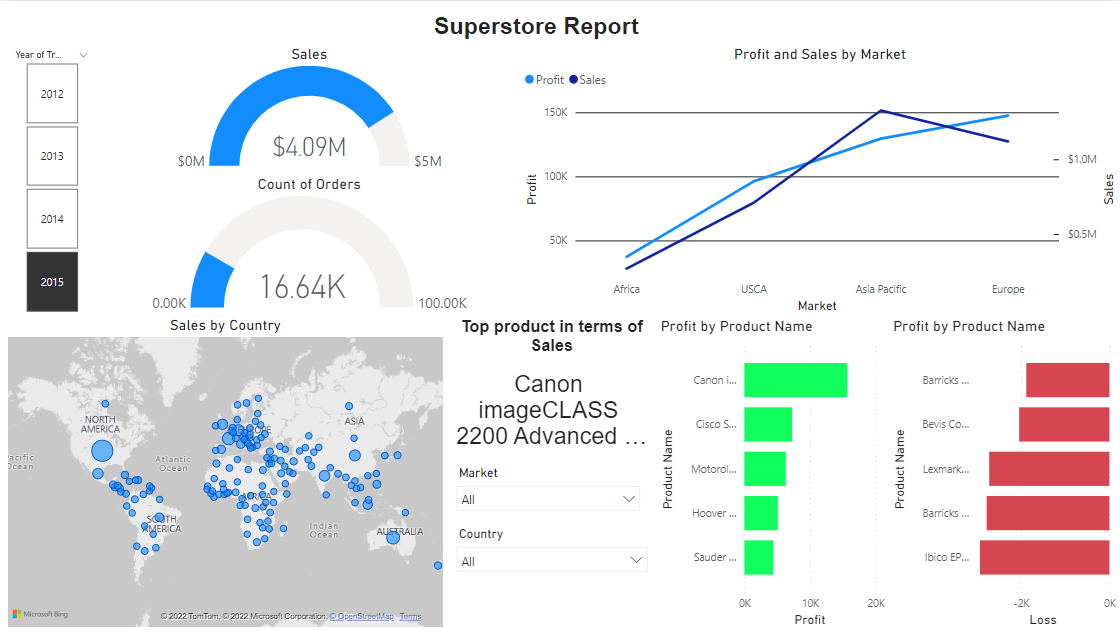 Superstore Report
Year of Tr...
2012
2013
2014
2015
Sales
$4.09M
$0M
$5M
Count of Orders
16.64K
0.00K
100.00K
Profit and Sales by Market
Profit Sales
150K
100K
50K
Profit
$1.0M
$0.5M
Sales
Africa
USCA
Asia Pacific
Europe
Market
Sales by Country
NORTH
AMERICA
ASIA
Atlantic
Ocean
SOUTH
AMERICA
Indian
Ocean
AUSTRALIA
Microsoft Bing
© 2022 TomTom, © 2022 Microsoft Corporation, © OpenStreetMap Terms
Top product in terms of
Sales
Canon
imageCLASS
2200 Advanced ...
Market
All
Country
All
Profit by Product Name
Product Name
Canon i...
Cisco S...
Motorol...
Hoover ...
Sauder ...
0K
10K
20K
Profit
Profit by Product Name
Product Name
Barricks ...
Bevis Co...
Lexmark...
Barricks ...
Ibico EP...
-2K
0K
Loss